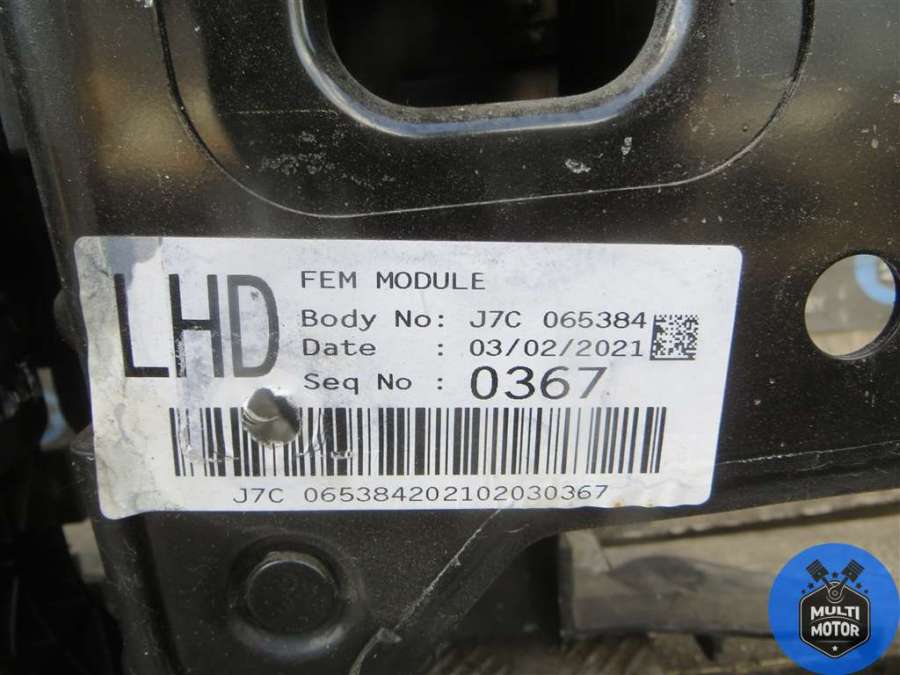 LHD
FEM MODULE
Body No: J7C 065384
Date : 03/02/2021
Seq No : 0367
J7C 065384202102030367
MULTI
MOTOR